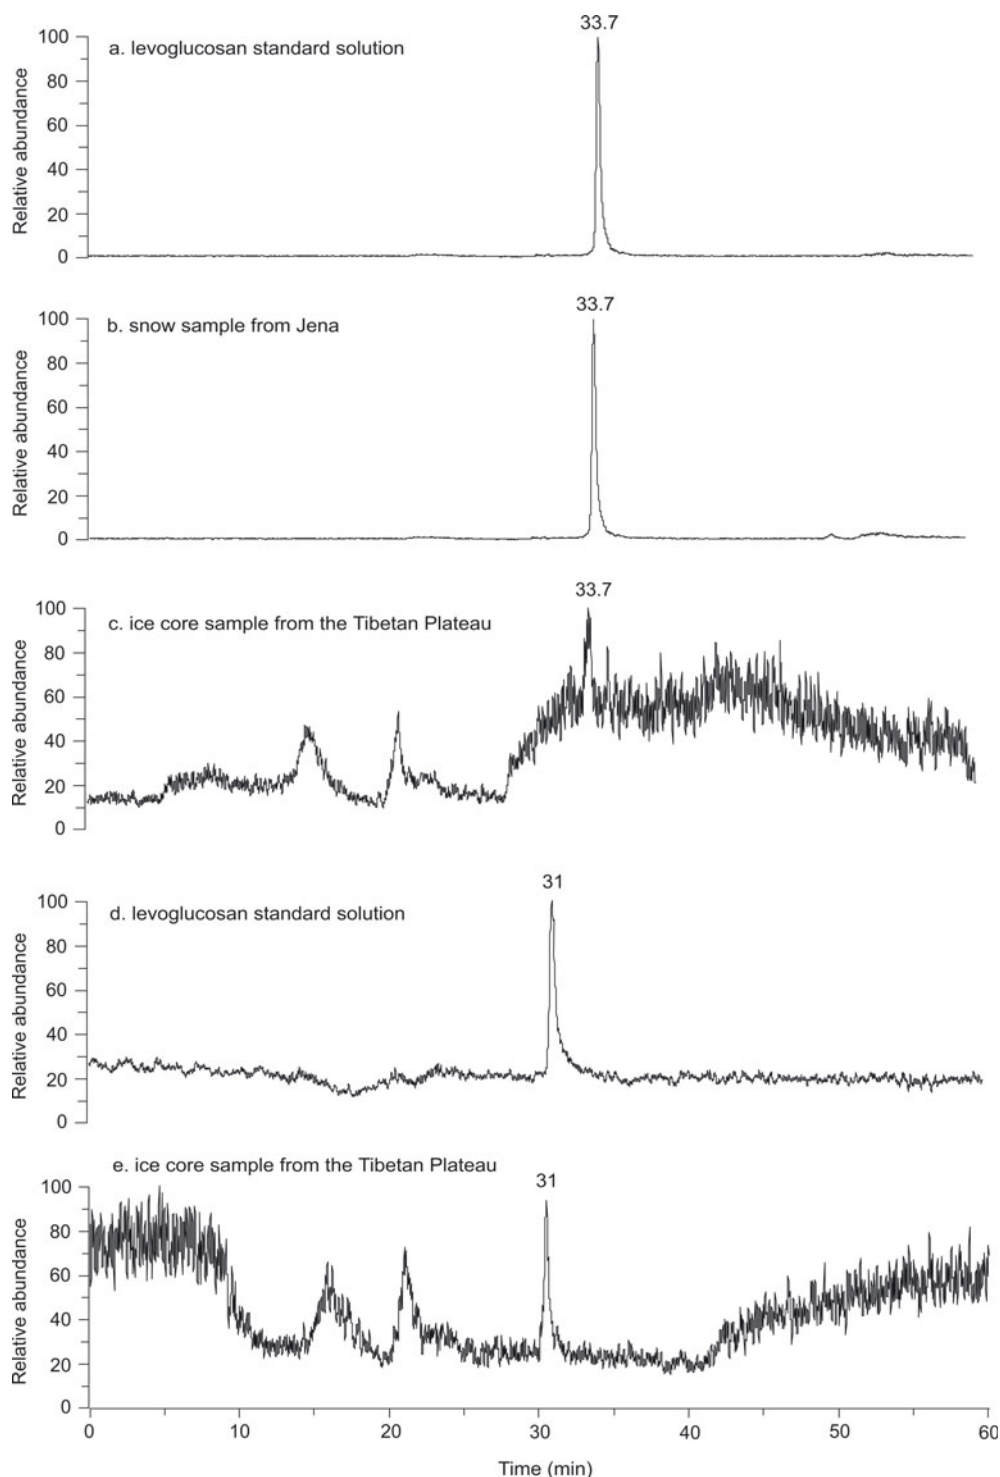 33.7
a. levoglucosan standard solution
Relative abundance
100
80
60
40
20
0
33.7
b. snow sample from Jena
Relative abundance
100
80
60
40
20
0
33.7
c. ice core sample from the Tibetan Plateau
Relative abundance
100
80
60
40
20
0
31
d. levoglucosan standard solution
Relative abundance
100
80
60
40
20
0
e. ice core sample from the Tibetan Plateau
31
Relative abundance
100
80
60
40
20
0
0 10 20 30 40 50 60
Time (min)